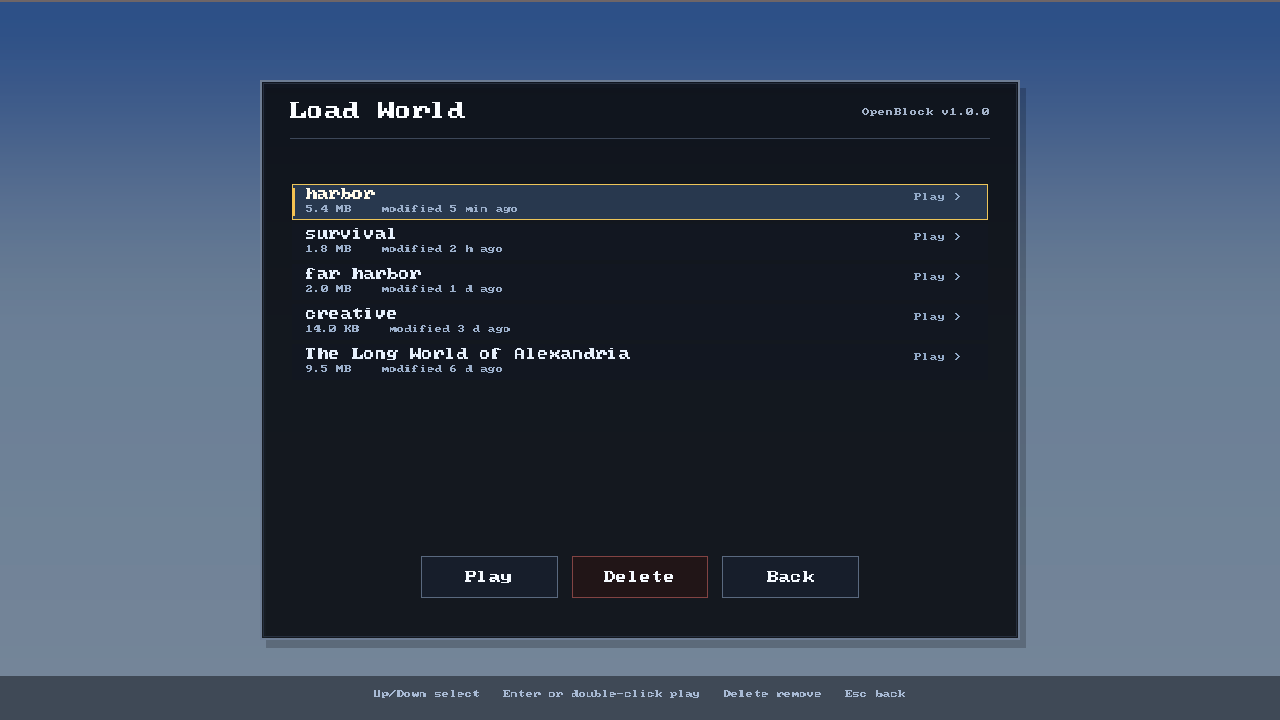 Load World
OpenBlock v1.0.0
harbor
Play >
5.4 MB modified 5 min ago
survival
Play >
1.8 MB modified 2 h ago
far harbor
Play >
2.0 MB modified 1 d ago
creative
Play >
14.0 KB modified 3 d ago
The Long World of Alexandria
Play >
9.5 MB modified 6 d ago
Play
Delete
Back
Up/Down select Enter or double-click play Delete remove Esc back